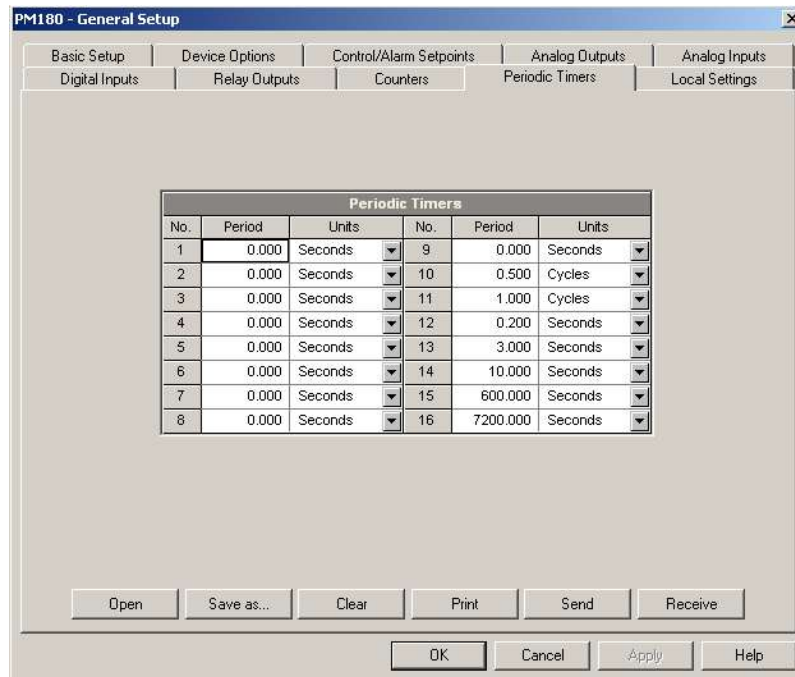 PM180 - General Setup
Basic Setup Device Options Control/Alarm Setpoints Analog Outputs Analog Inputs
Digital Inputs Relay Outputs Counters Periodic Timers Local Settings
Periodic Timers
No. Period Units No. Period Units
1 0.000 Seconds 9 0.000 Seconds
2 0.000 Seconds 10 0.500 Cycles
3 0.000 Seconds 11 1.000 Cycles
4 0.000 Seconds 12 0.200 Seconds
5 0.000 Seconds 13 3.000 Seconds
6 0.000 Seconds 14 10.000 Seconds
7 0.000 Seconds 15 600.000 Seconds
8 0.000 Seconds 16 7200.000 Seconds
Open Save as... Clear Print Send Receive
OK Cancel Apply Help